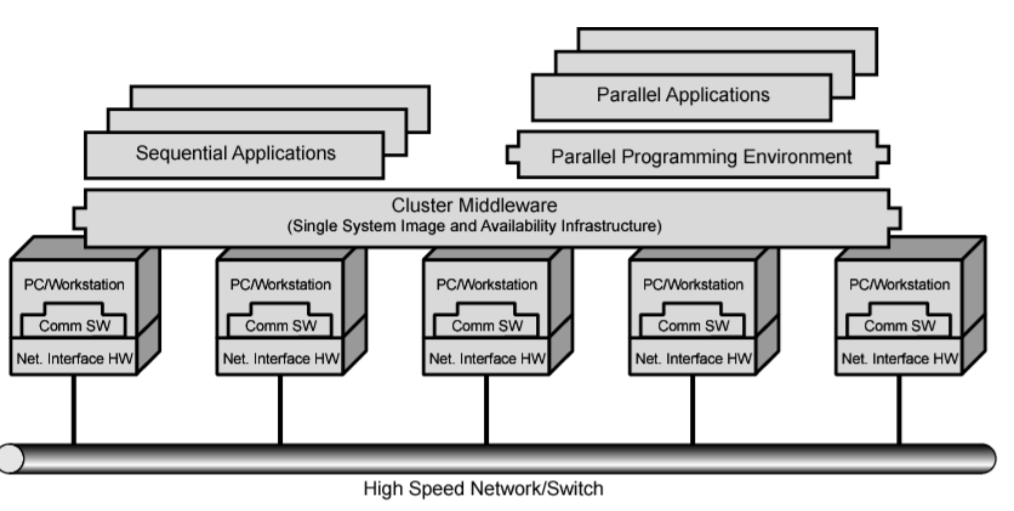 Parallel Applications
Sequential Applications
Parallel Programming Environment
Cluster Middleware
(Single System Image and Availability Infrastructure)
PC/Workstation
Comm SW
Net. Interface HW
PC/Workstation
Comm SW
Net. Interface HW
PC/Workstation
Comm SW
Net. Interface HW
PC/Workstation
Comm SW
Net. Interface HW
PC/Workstation
Comm SW
Net. Interface HW
High Speed Network/Switch